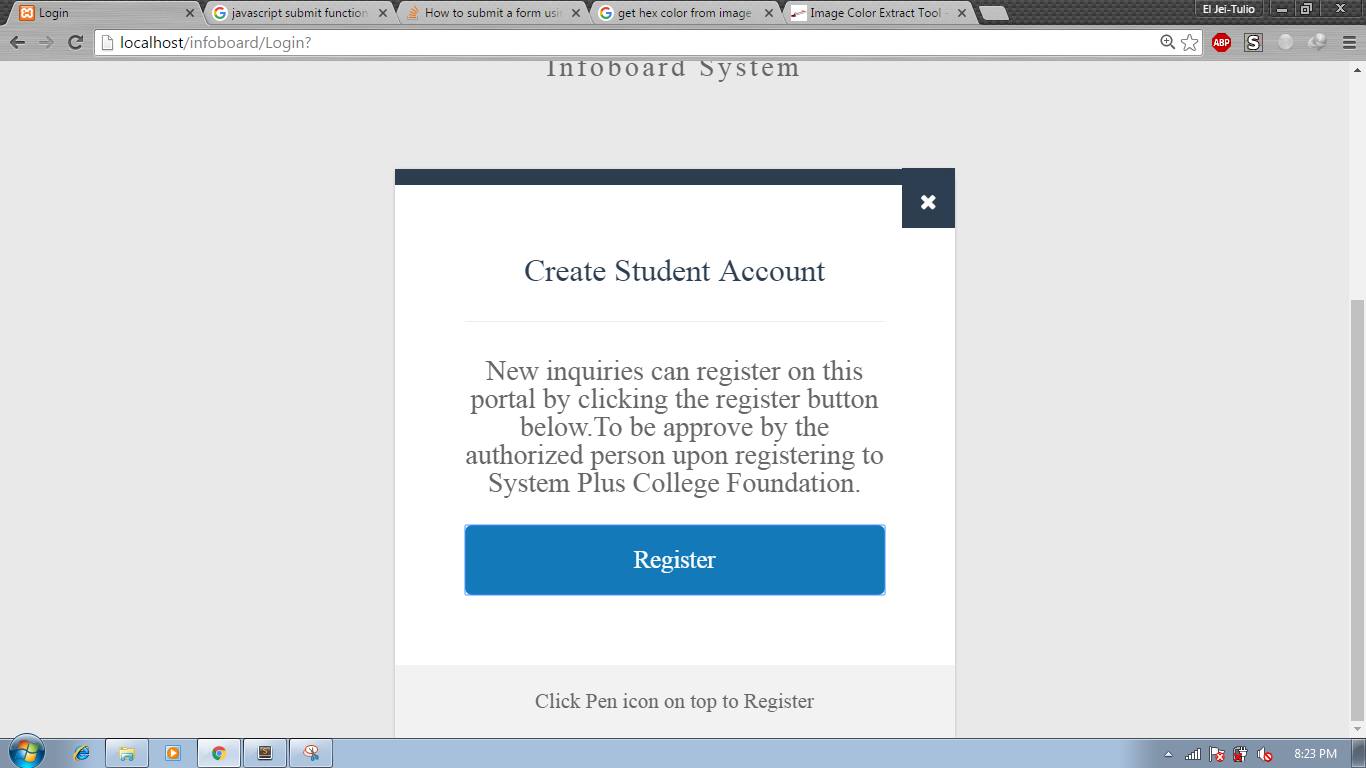 Login
javascript submit function
How to submit a form usi
get hex color from image
Image Color Extract Tool -
El Jei-Tulio
localhost/infoboard/Login?
ABP
S
Infoboard System
Create Student Account
New inquiries can register on this
portal by clicking the register button
below.To be approve by the
authorized person upon registering to
System Plus College Foundation.
Register
Click Pen icon on top to Register
8:23 PM